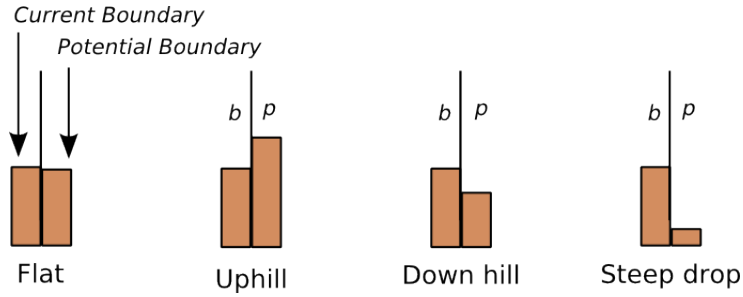 Current Boundary
Potential Boundary
b p
b p
b p
Flat
Uphill
Down hill
Steep drop